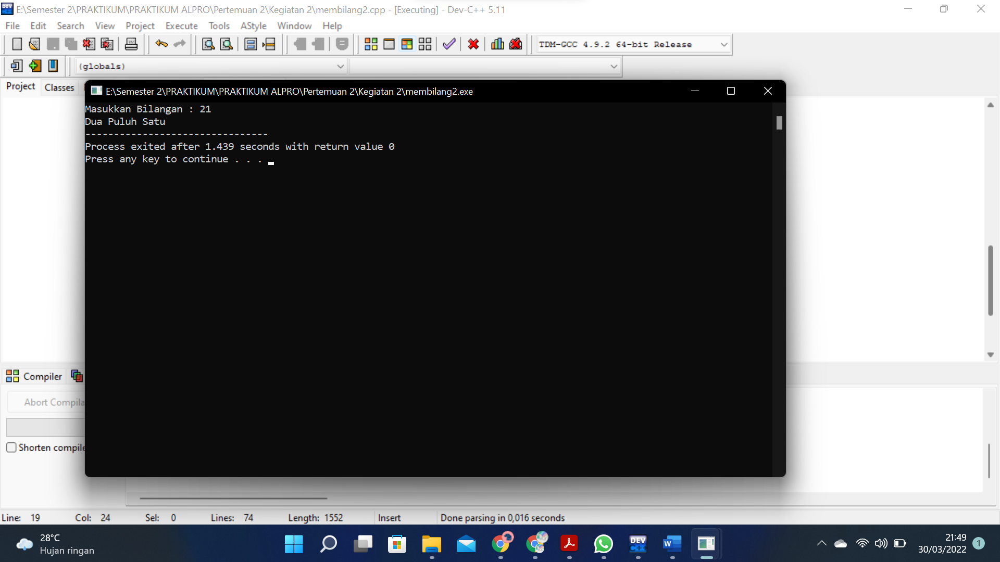 E:\Semester 2\PRAKTIKUM\PRAKTIKUM ALPRO\Pertemuan 2\Kegiatan 2\membilang2.cpp - [Executing] - Dev-C++ 5.11
File Edit Search View Project Execute Tools AStyle Window Help
TDM-GCC 4.9.2 64-bit Release
(globals)
Project Classes
E:\Semester 2\PRAKTIKUM\PRAKTIKUM ALPRO\Pertemuan 2\Kegiatan 2\membilang2.exe
Masukkan Bilangan : 21
Dua Puluh Satu
--------------------------------
Process exited after 1.439 seconds with return value 0
Press any key to continue . . .
Compiler
Abort Compila
Shorten compile
Line: 19 Col: 24 Sel: 0 Lines: 74 Length: 1552 Insert Done parsing in 0,016 seconds
28°C
Hujan ringan
DEV
C++
W
21:49
30/03/2022
1